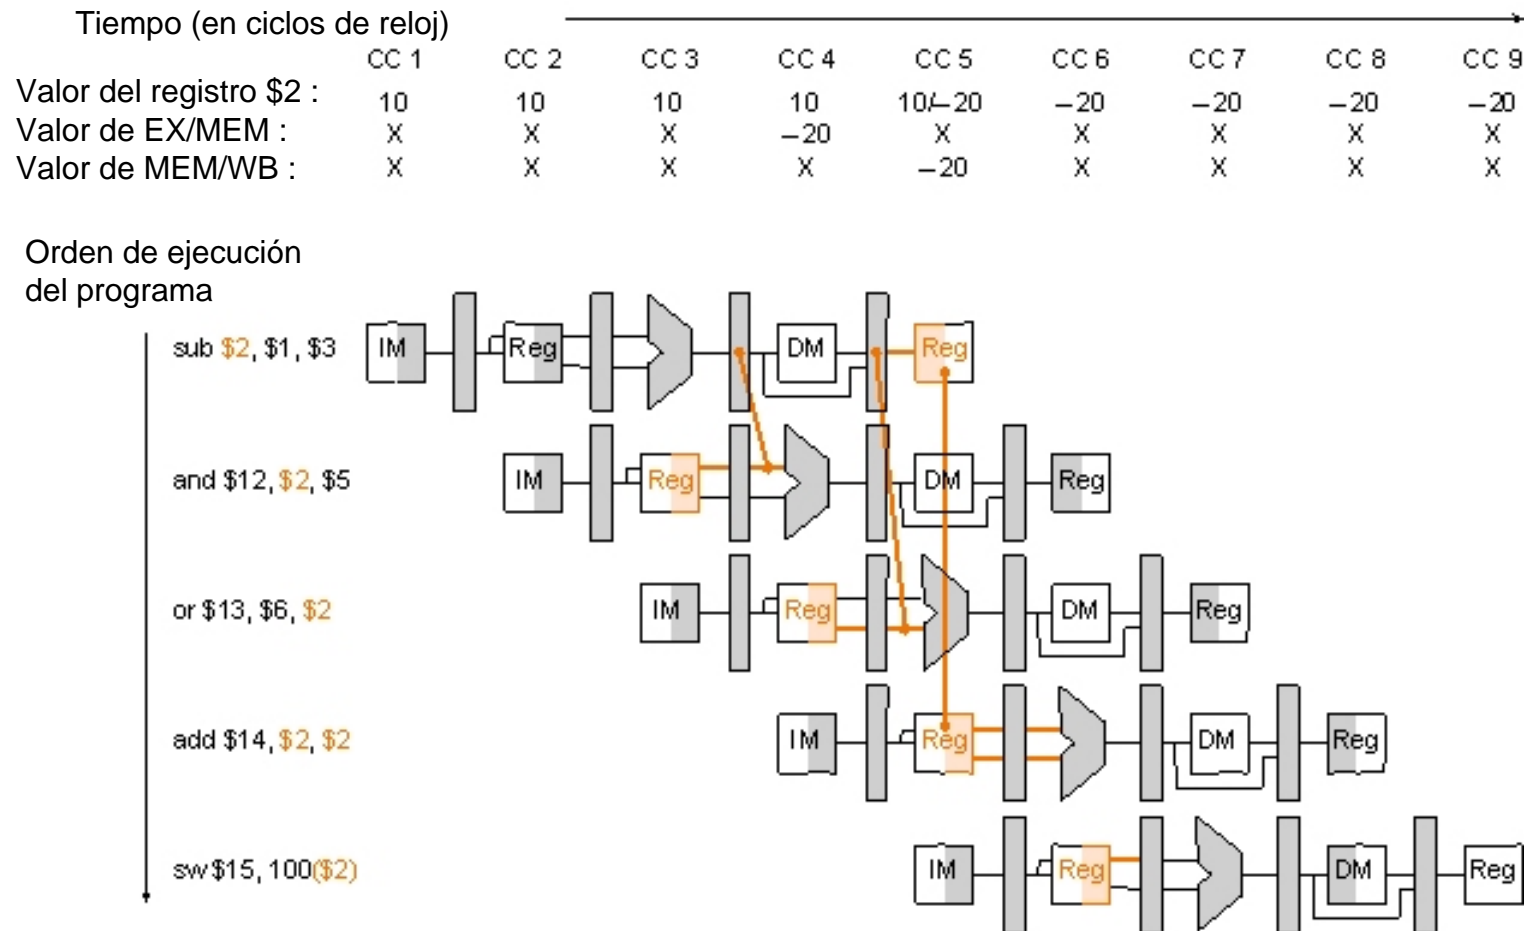 Tiempo (en ciclos de reloj)
CC 1 CC 2 CC 3 CC 4 CC 5 CC 6 CC 7 CC 8 CC 9
Valor del registro $2 : 10 10 10 10 10/–20 –20 –20 –20 –20
Valor de EX/MEM : X X X –20 X X X X X
Valor de MEM/WB : X X X X –20 X X X X
Orden de ejecución
del programa
sub $2, $1, $3 IM Reg DM Reg
and $12, $2, $5 IM Reg DM Reg
or $13, $6, $2 IM Reg DM Reg
add $14, $2, $2 IM Reg DM Reg
sw $15, 100($2) IM Reg DM Reg